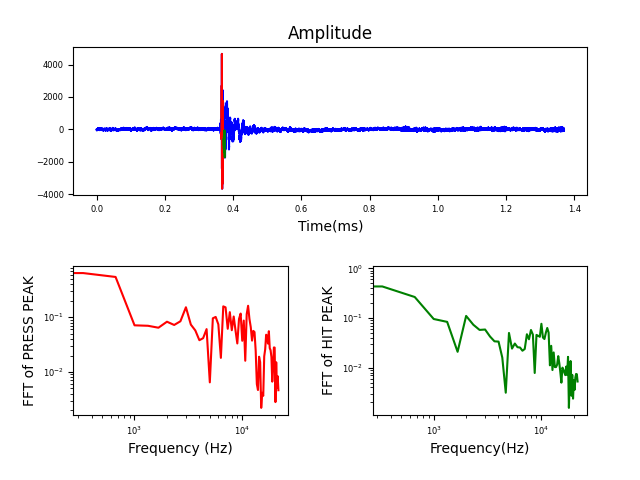 Amplitude
4000
2000
0
−2000
−4000
0.0 0.2 0.4 0.6 0.8 1.0 1.2 1.4
Time(ms)
FFT of PRESS PEAK
10⁻¹
10⁻²
10³ 10⁴
Frequency (Hz)
FFT of HIT PEAK
10⁰
10⁻¹
10⁻²
10³ 10⁴
Frequency(Hz)